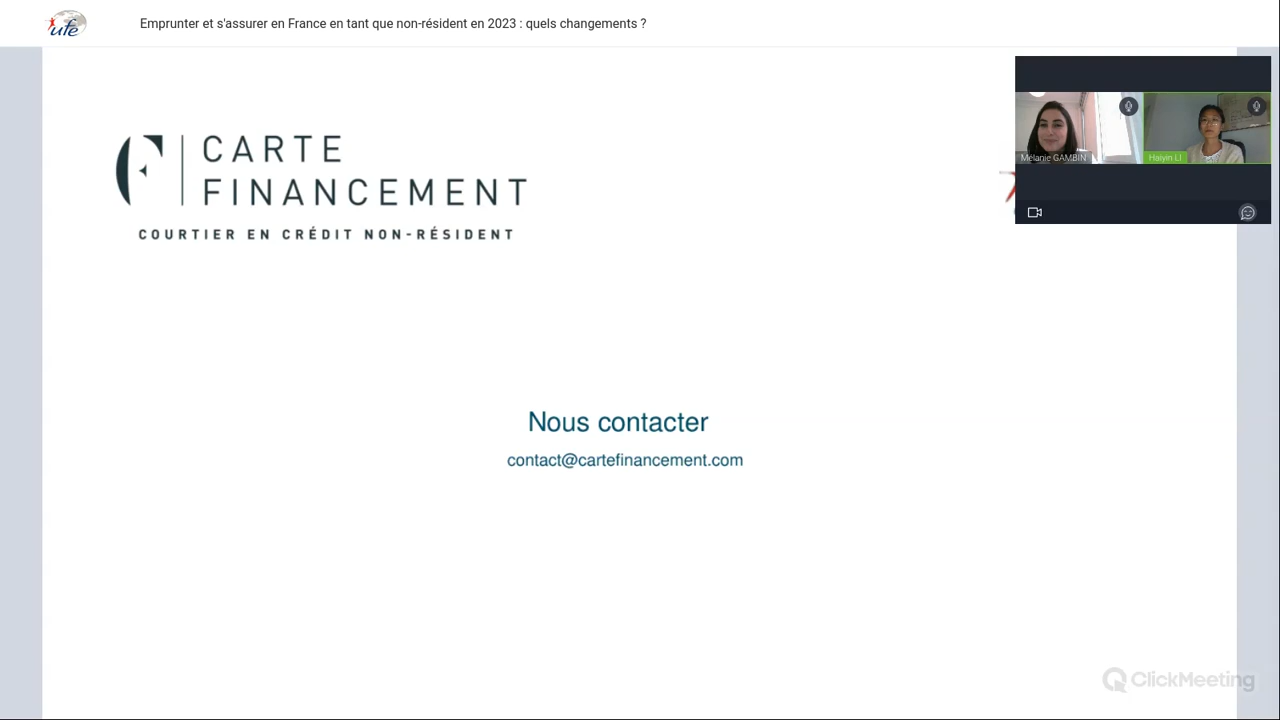 ufe
Emprunter et s'assurer en France en tant que non-résident en 2023 : quels changements ?
CARTE
FINANCEMENT
COURTIER EN CRÉDIT NON-RÉSIDENT
Mélanie GAMBIN
Haiyin LI
Nous contacter
contact@cartefinancement.com
ClickMeeting